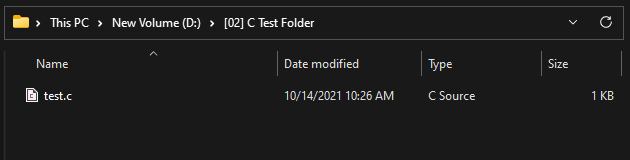 This PC > New Volume (D:) > [02] C Test Folder
Name Date modified Type Size
test.c 10/14/2021 10:26 AM C Source 1 KB